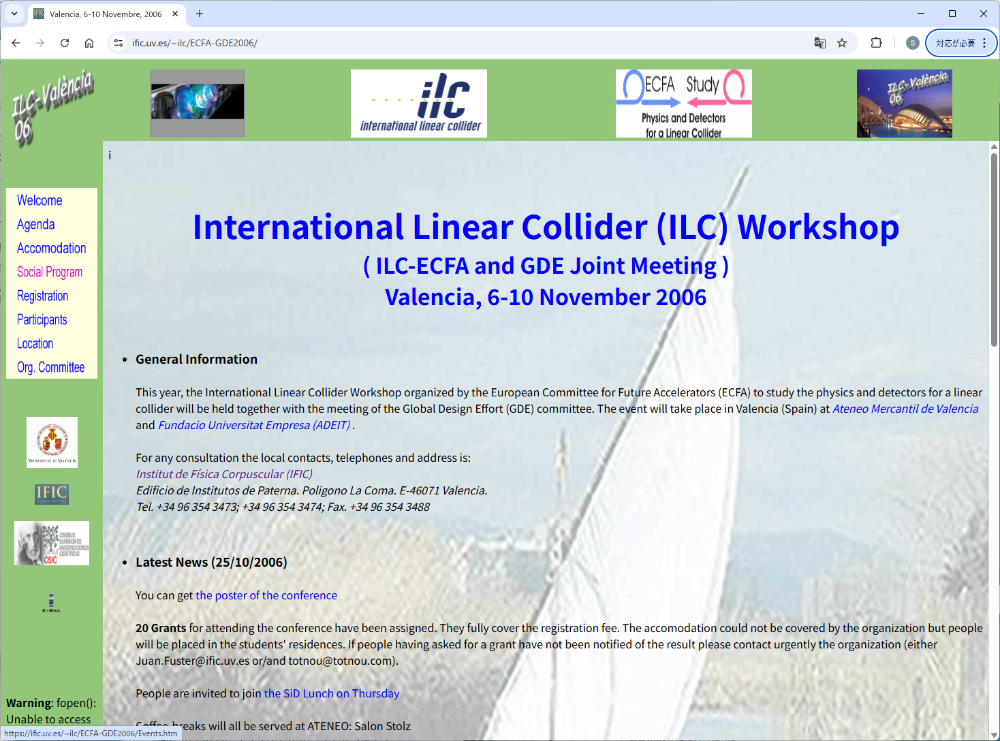 Valencia, 6-10 Novembre, 2006
ific.uv.es/~ilc/ECFA-GDE2006/
S
対応が必要
ILC-València
06
ilc
international linear collider
ECFA Study
Physics and Detectors
for a Linear Collider
ILC-València
06
i
Welcome
Agenda
Accomodation
Social Program
Registration
Participants
Location
Org. Committee
VNIVERSITAT D VALENCIA
IFIC
CONSEJO
SUPERIOR DE
INVESTIGACIONES
CIENTIFICAS
CSIC
E-MAIL
Warning: fopen():
Unable to access
https://ific.uv.es/~ilc/ECFA-GDE2006/Events.htm
International Linear Collider (ILC) Workshop
( ILC-ECFA and GDE Joint Meeting )
Valencia, 6-10 November 2006
General Information
This year, the International Linear Collider Workshop organized by the European Committee for Future Accelerators (ECFA) to study the physics and detectors for a linear
collider will be held together with the meeting of the Global Design Effort (GDE) committee. The event will take place in Valencia (Spain) at Ateneo Mercantil de Valencia
and Fundacio Universitat Empresa (ADEIT) .
For any consultation the local contacts, telephones and address is:
Institut de Física Corpuscular (IFIC)
Edificio de Institutos de Paterna. Poligono La Coma. E-46071 Valencia.
Tel. +34 96 354 3473; +34 96 354 3474; Fax. +34 96 354 3488
Latest News (25/10/2006)
You can get the poster of the conference
20 Grants for attending the conference have been assigned. They fully cover the registration fee. The accomodation could not be covered by the organization but people
will be placed in the students' residences. If people having asked for a grant have not been notified of the result please contact urgently the organization (either
Juan.Fuster@ific.uv.es or/and totnou@totnou.com).
People are invited to join the SiD Lunch on Thursday
Coffee-breaks will all be served at ATENEO: Salon Stolz